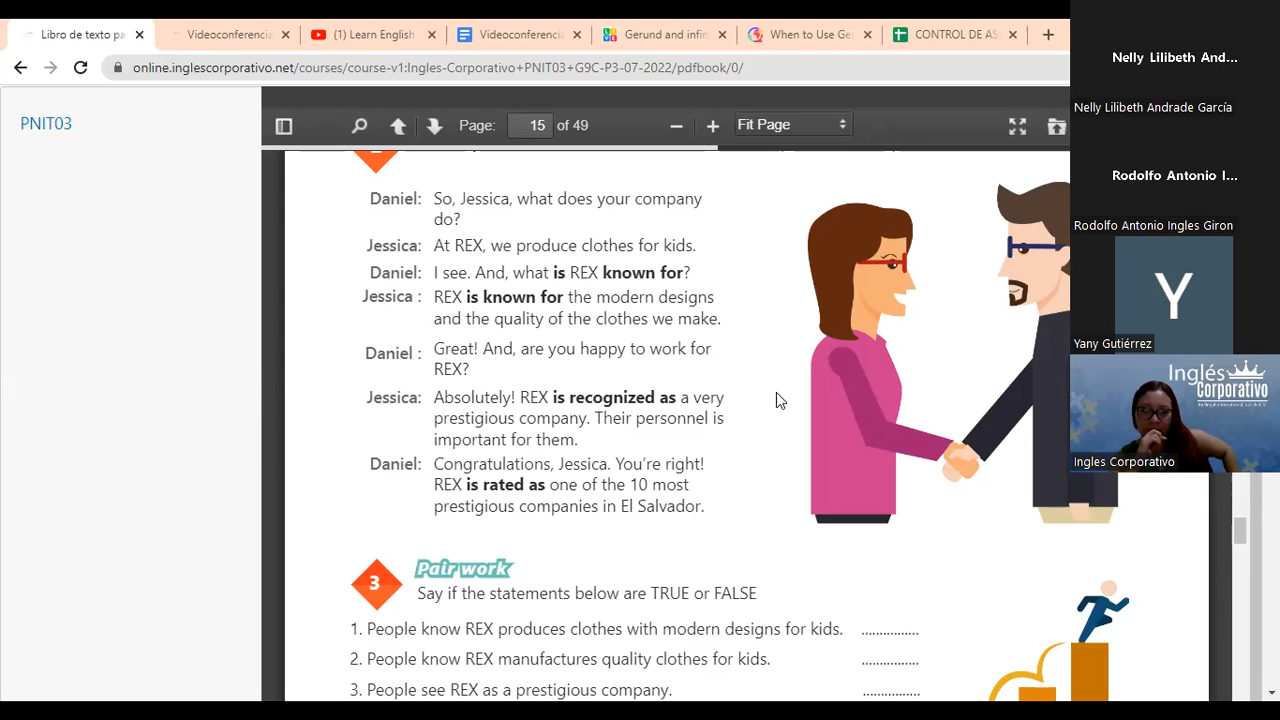 Libro de texto pa
Videoconferencia
(1) Learn English
Videoconferencia
Gerund and infin
When to Use Ge
CONTROL DE AS
online.inglescorporativo.net/courses/course-v1:Ingles-Corporativo+PNIT03+G9C-P3-07-2022/pdfbook/0/
PNIT03
Page: 15 of 49
Fit Page
Daniel: So, Jessica, what does your company
do?
Jessica: At REX, we produce clothes for kids.
Daniel: I see. And, what is REX known for?
Jessica : REX is known for the modern designs
and the quality of the clothes we make.
Daniel : Great! And, are you happy to work for
REX?
Jessica: Absolutely! REX is recognized as a very
prestigious company. Their personnel is
important for them.
Daniel: Congratulations, Jessica. You're right!
REX is rated as one of the 10 most
prestigious companies in El Salvador.
3
Pair work
Say if the statements below are TRUE or FALSE
1. People know REX produces clothes with modern designs for kids. ...............
2. People know REX manufactures quality clothes for kids. ...............
3. People see REX as a prestigious company. ...............
Nelly Lilibeth And...
Nelly Lilibeth Andrade García
Rodolfo Antonio I...
Rodolfo Antonio Ingles Giron
Y
Yany Gutiérrez
Inglés
Corporativo
Ingles Corporativo